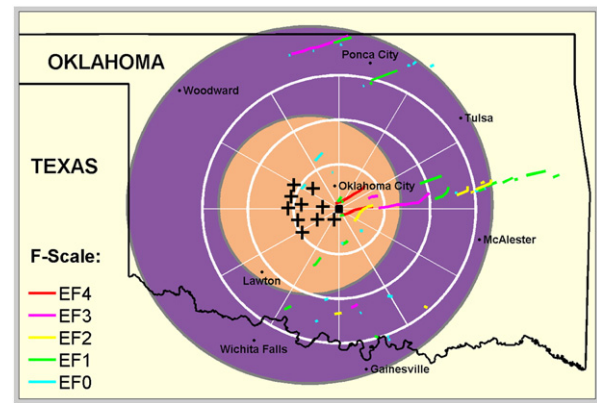 Ponca City
OKLAHOMA
Woodward
Tulsa
TEXAS
Oklahoma City
McAlester
F-Scale:
Lawton
EF4
EF3
EF2
Wichita Falls
EF1
Gainesville
EF0